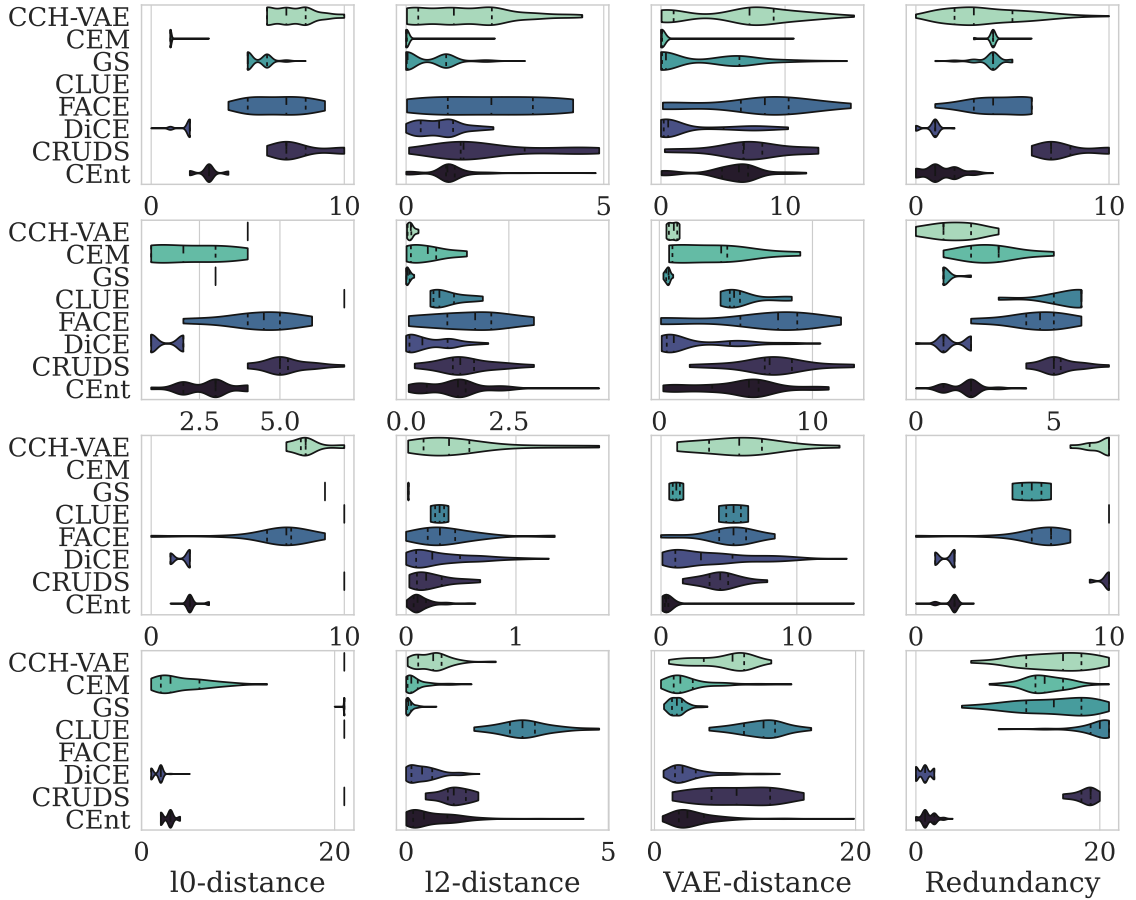 CCH-VAE
CEM
GS
CLUE
FACE
DiCE
CRUDS
CEnt
0 10 0 5 10 0 10
CCH-VAE
CEM
GS
CLUE
FACE
DiCE
CRUDS
CEnt
2.5 5.0 0.0 2.5 0 10 0 5
CCH-VAE
CEM
GS
CLUE
FACE
DiCE
CRUDS
CEnt
0 10 0 1 0 10 0 10
CCH-VAE
CEM
GS
CLUE
FACE
DiCE
CRUDS
CEnt
0 20 0 5 0 20 0 20
l0-distance l2-distance VAE-distance Redundancy